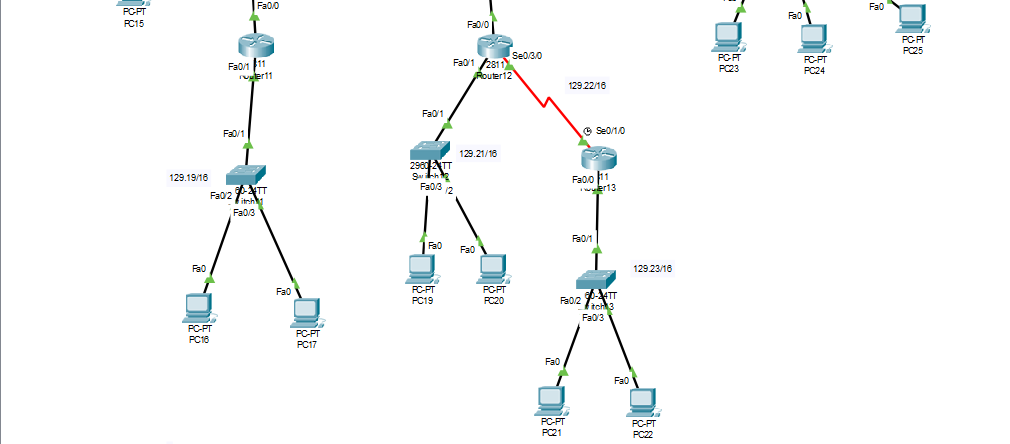 PC-PT
PC15
Fa0/0
Fa0/1
Fa0/1
129.19/16
Fa0/2
Fa0/3
Fa0
Fa0
PC-PT
PC16
PC-PT
PC17
Fa0/0
Se0/3/0
Fa0/1
2811
Router12
129.22/16
Fa0/1
129.21/16
Fa0/3
/2
Fa0
Fa0
PC-PT
PC19
PC-PT
PC20
Se0/1/0
Fa0/0
Fa0/1
129.23/16
Fa0/2
Fa0/3
Fa0
Fa0
PC-PT
PC21
PC-PT
PC22
Fa0
Fa0
PC-PT
PC23
PC-PT
PC24
PC-PT
PC25